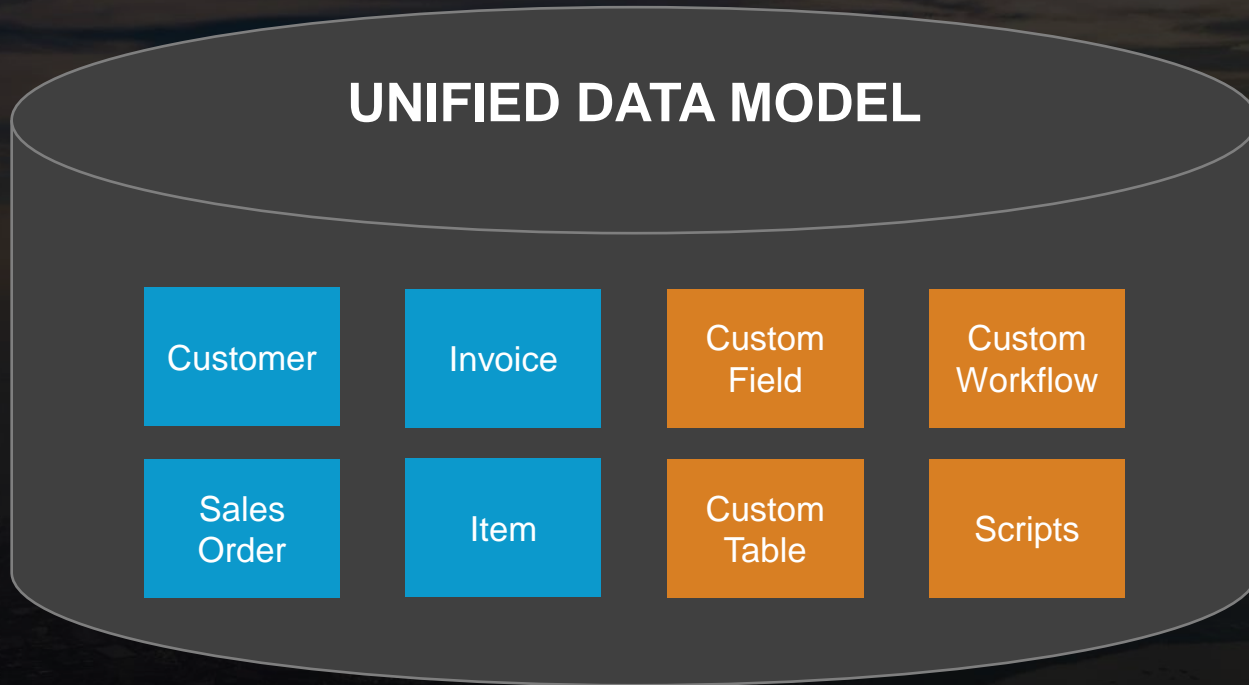 UNIFIED DATA MODEL
Customer
Invoice
Custom
Field
Custom
Workflow
Sales
Order
Item
Custom
Table
Scripts